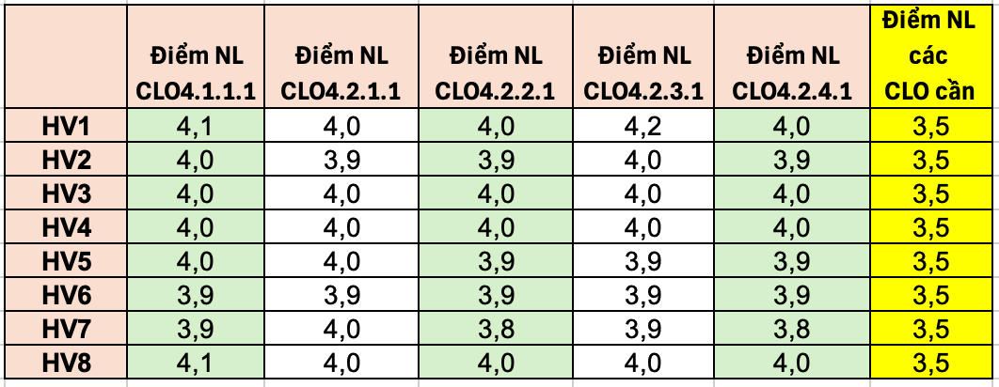 Điểm NL CLO4.1.1.1 Điểm NL CLO4.2.1.1 Điểm NL CLO4.2.2.1 Điểm NL CLO4.2.3.1 Điểm NL CLO4.2.4.1 Điểm NL các CLO cần
HV1 4,1 4,0 4,0 4,2 4,0 3,5
HV2 4,0 3,9 3,9 4,0 3,9 3,5
HV3 4,0 4,0 4,0 4,0 4,0 3,5
HV4 4,0 4,0 4,0 4,0 4,0 3,5
HV5 4,0 4,0 3,9 3,9 3,9 3,5
HV6 3,9 3,9 3,9 3,9 3,9 3,5
HV7 3,9 4,0 3,8 3,9 3,8 3,5
HV8 4,1 4,0 4,0 4,0 4,0 3,5